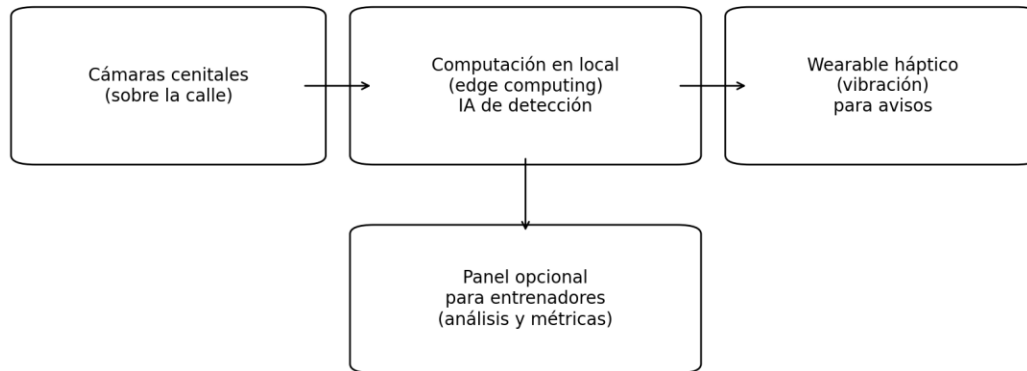 Cámaras cenitales
(sobre la calle)
Computación en local
(edge computing)
IA de detección
Wearable háptico
(vibración)
para avisos
Panel opcional
para entrenadores
(análisis y métricas)